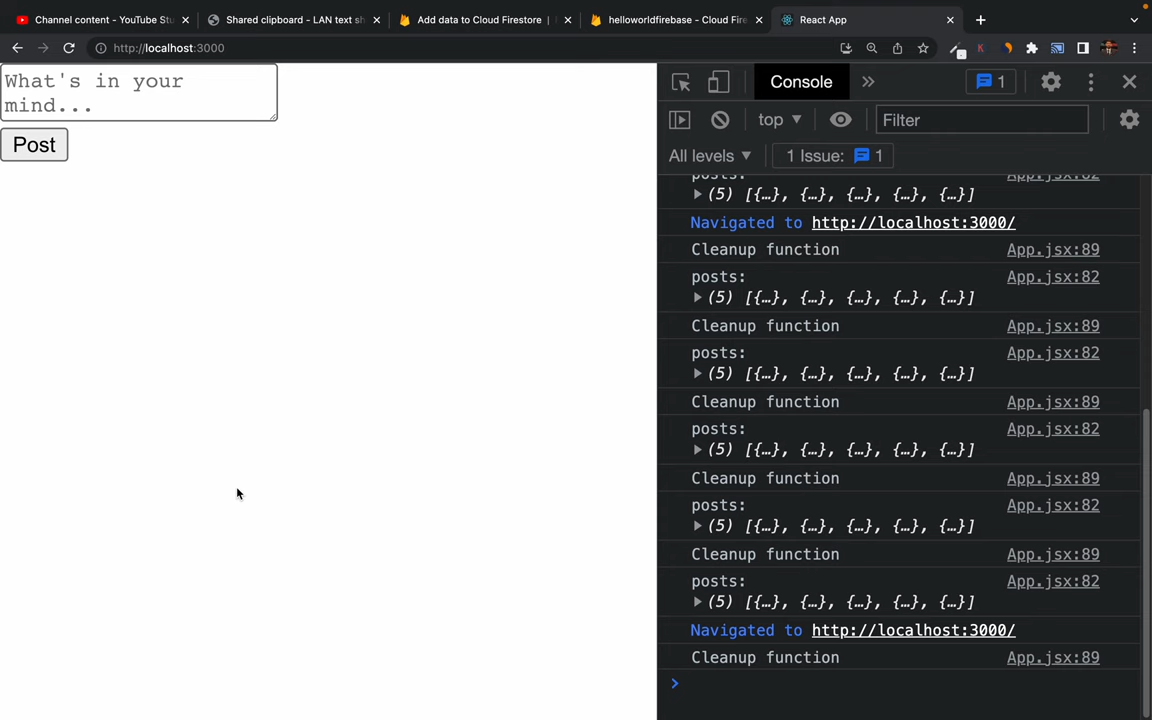 Channel content - YouTube Stu
Shared clipboard - LAN text sh
Add data to Cloud Firestore |
helloworldfirebase - Cloud Fire
React App
http://localhost:3000
What's in your
mind...
Post
Console
1
top
Filter
All levels
1 Issue:
1
posts:
App.jsx:82
(5) [{…}, {…}, {…}, {…}, {…}]
Navigated to http://localhost:3000/
Cleanup function
App.jsx:89
posts:
App.jsx:82
(5) [{…}, {…}, {…}, {…}, {…}]
Cleanup function
App.jsx:89
posts:
App.jsx:82
(5) [{…}, {…}, {…}, {…}, {…}]
Cleanup function
App.jsx:89
posts:
App.jsx:82
(5) [{…}, {…}, {…}, {…}, {…}]
Cleanup function
App.jsx:89
posts:
App.jsx:82
(5) [{…}, {…}, {…}, {…}, {…}]
Cleanup function
App.jsx:89
posts:
App.jsx:82
(5) [{…}, {…}, {…}, {…}, {…}]
Navigated to http://localhost:3000/
Cleanup function
App.jsx:89